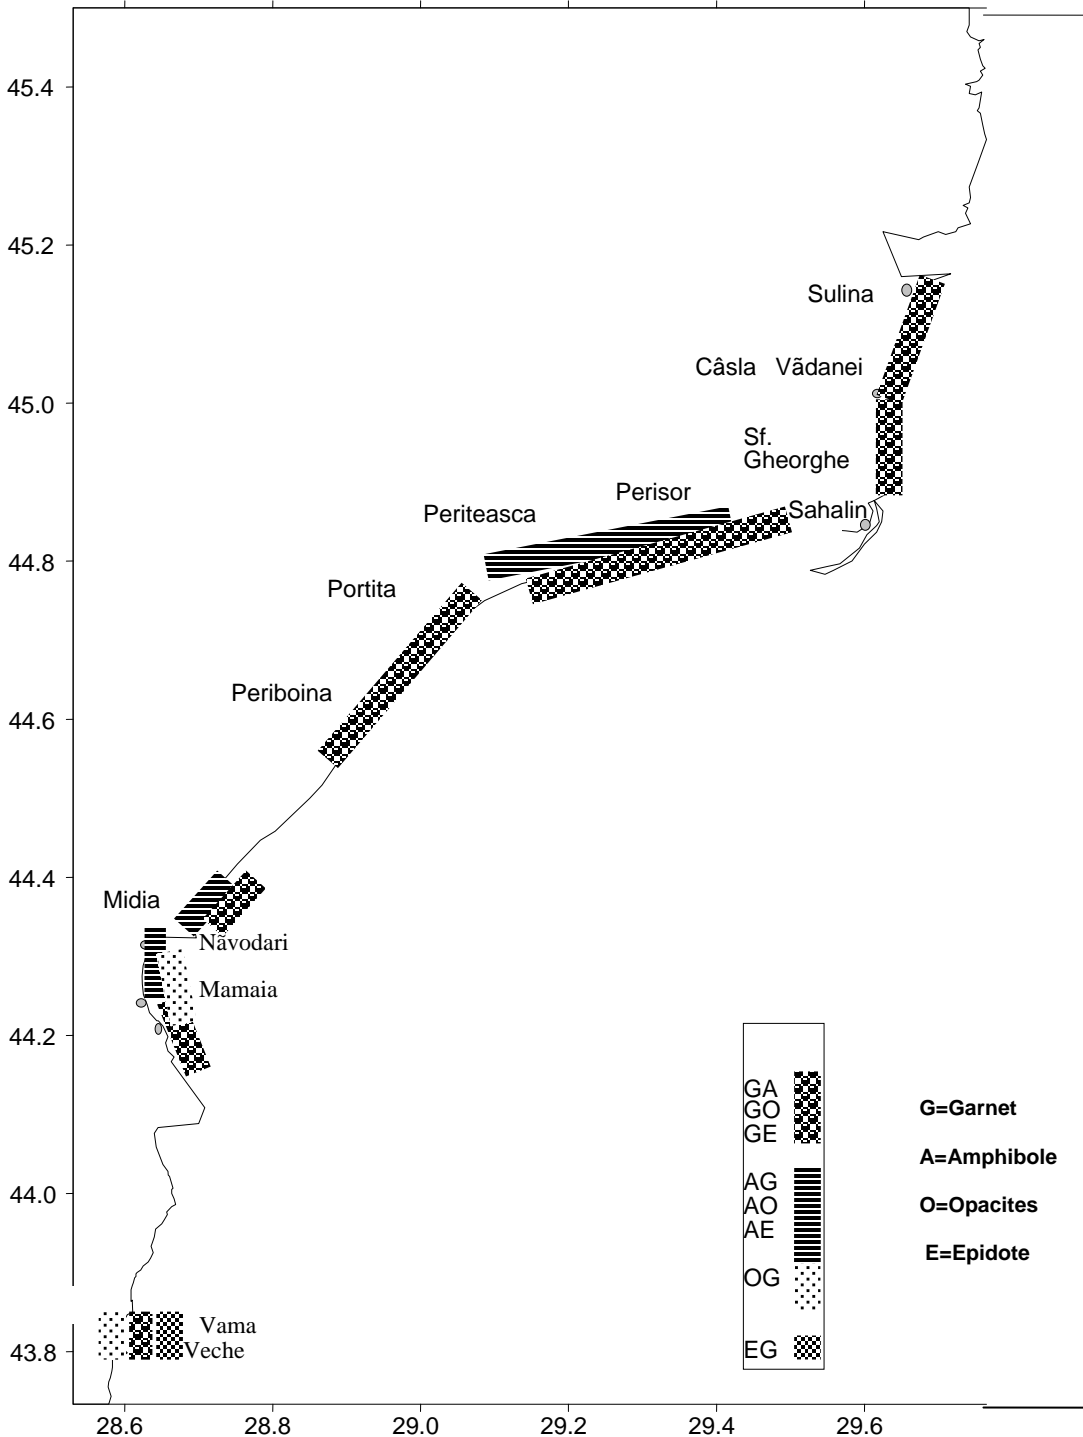 45.4
45.2
Sulina
Câsla Vãdanei
45.0
Sf.
Gheorghe
Perisor
Sahalin
Periteasca
44.8
Portita
Periboina
44.6
44.4
Midia
Nãvodari
Mamaia
44.2
GA
GO
GE
G=Garnet
A=Amphibole
AG
44.0
AO
O=Opacites
AE
E=Epidote
OG
Vama
Veche
43.8
EG
28.6 28.8 29.0 29.2 29.4 29.6